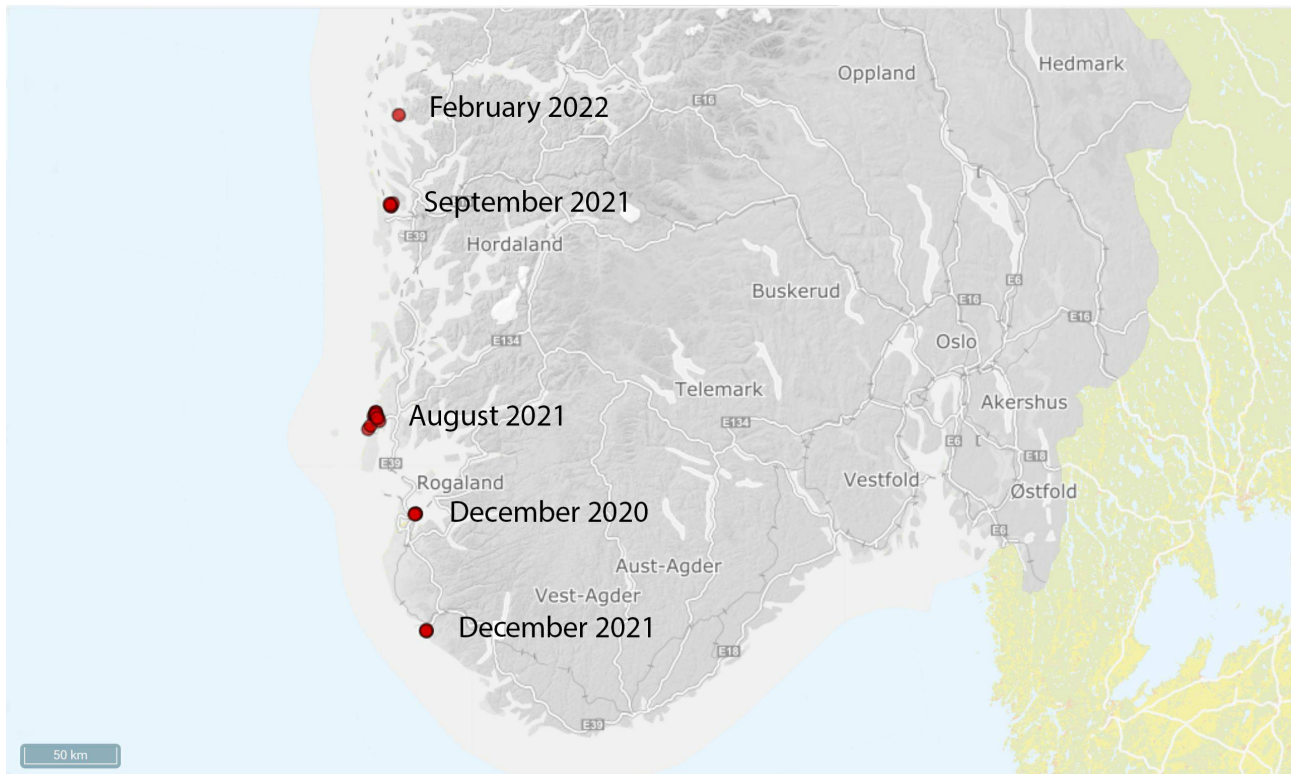 Oppland
Hedmark
E16
February 2022
September 2021
E39
Hordaland
Buskerud
E6
E16
E16
E134
Oslo
Telemark
Akershus
August 2021
E134
E6
E18
E39
Rogaland
Vestfold
Østfold
December 2020
E6
Aust-Agder
Vest-Agder
December 2021
E18
E39
50 km